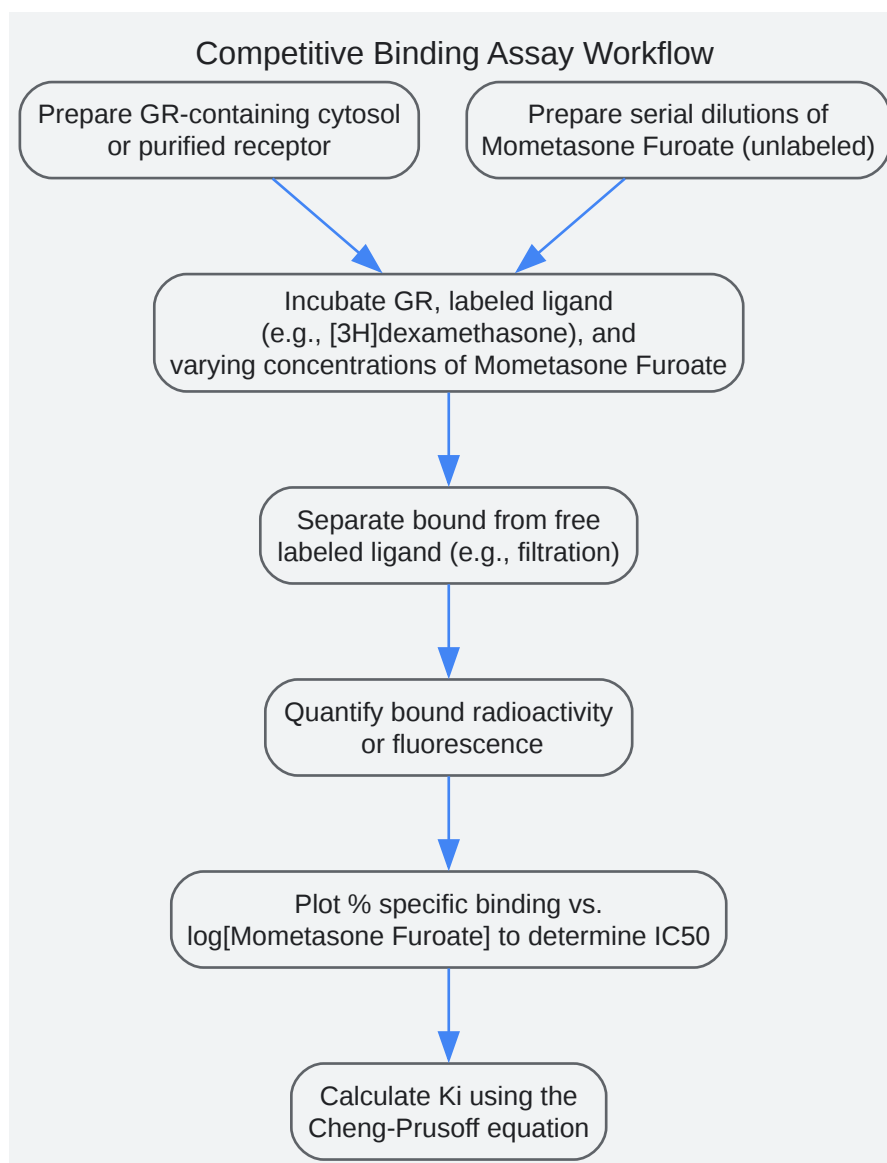 Competitive Binding Assay Workflow
Prepare GR-containing cytosol
or purified receptor
Prepare serial dilutions of
Mometasone Furoate (unlabeled)
Incubate GR, labeled ligand
(e.g., [3H]dexamethasone), and
varying concentrations of Mometasone Furoate
Separate bound from free
labeled ligand (e.g., filtration)
Quantify bound radioactivity
or fluorescence
Plot % specific binding vs.
log[Mometasone Furoate] to determine IC50
Calculate Ki using the
Cheng-Prusoff equation